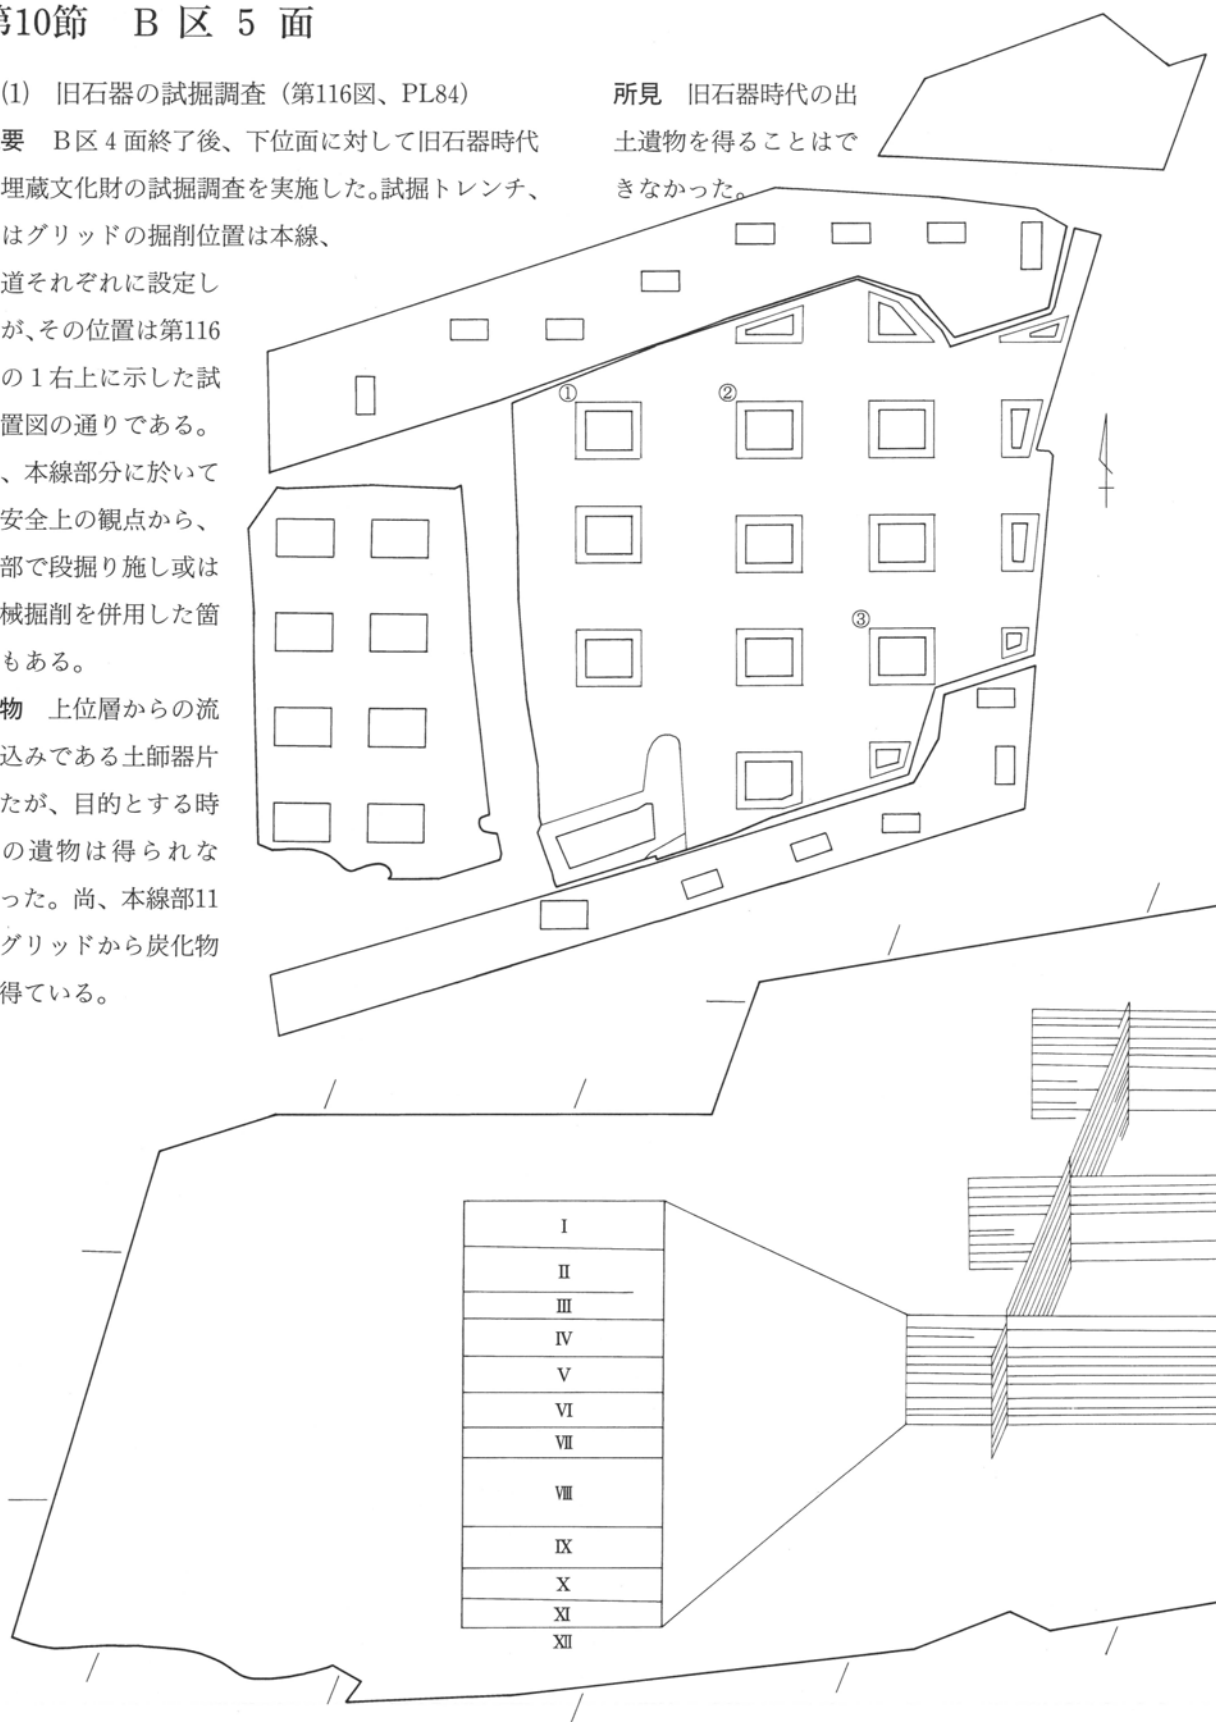 第10節　B 区 5 面
(1)　旧石器の試掘調査（第116図、PL84）
要　B区4面終了後、下位面に対して旧石器時代
埋蔵文化財の試掘調査を実施した。試掘トレンチ、
はグリッドの掘削位置は本線、
道それぞれに設定し
が、その位置は第116
の1右上に示した試
置図の通りである。
、本線部分に於いて
安全上の観点から、
部で段掘り施し或は
械掘削を併用した箇
もある。
物　上位層からの流
込みである土師器片
たが、目的とする時
の遺物は得られな
った。尚、本線部11
グリッドから炭化物
得ている。
所見　旧石器時代の出
土遺物を得ることはで
きなかった。
①
②
③
Ⅰ
Ⅱ
Ⅲ
Ⅳ
Ⅴ
Ⅵ
Ⅶ
Ⅷ
Ⅸ
Ⅹ
Ⅺ
Ⅻ